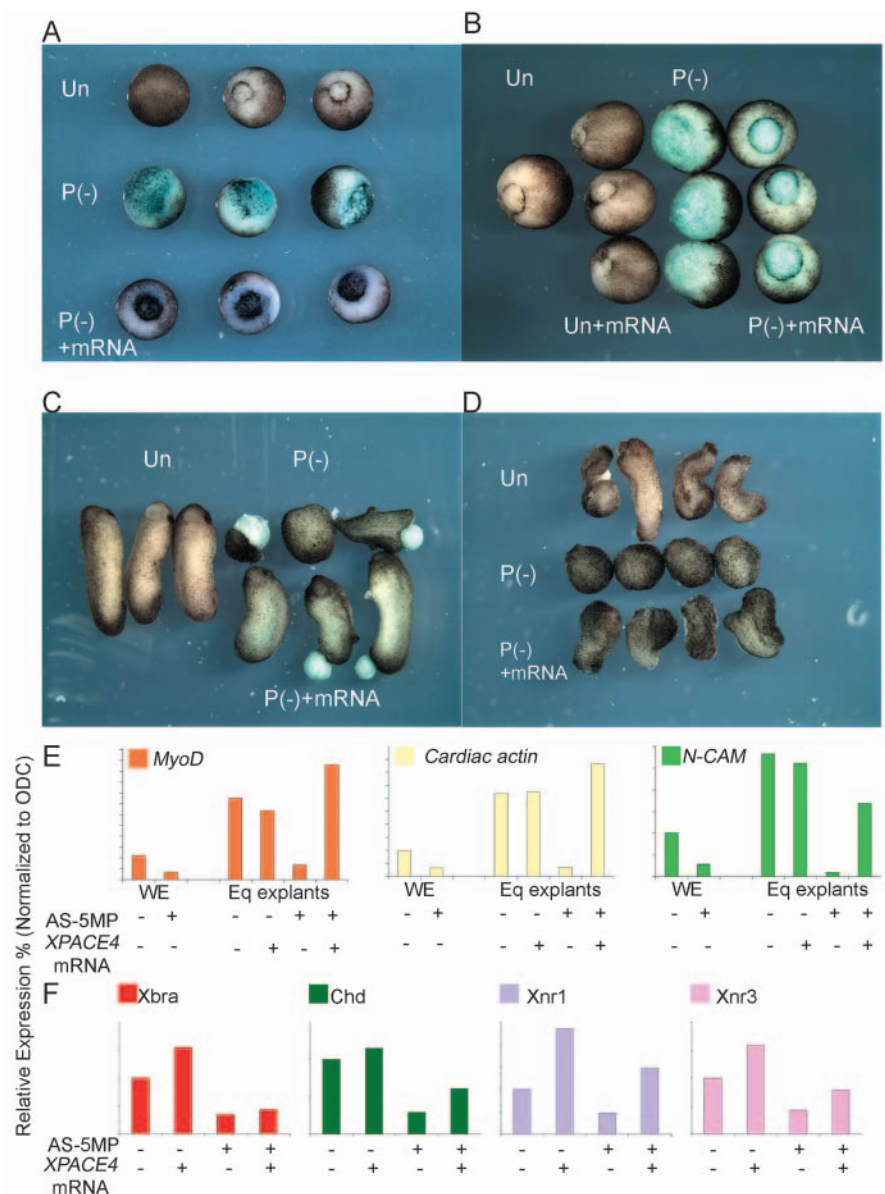 A
Un
P(-)
P(-)
+mRNA
B
Un
P(-)
Un+mRNA
P(-)+mRNA
C
Un
P(-)
P(-)+mRNA
D
Un
P(-)
P(-)
+mRNA
Relative Expression % (Normalized to ODC)
E
MyoD
Cardiac actin
N-CAM
WE Eq explants WE Eq explants WE Eq explants
AS-5MP - + - - + + - + - - + + - + - - + +
XPACE4 - - - + - + - - - + - + - - - + - +
mRNA
F
Xbra
Chd
Xnr1
Xnr3
AS-5MP - - + + - - + + - - + + - - + +
XPACE4 - + - + - + - + - + - + - + - +
mRNA